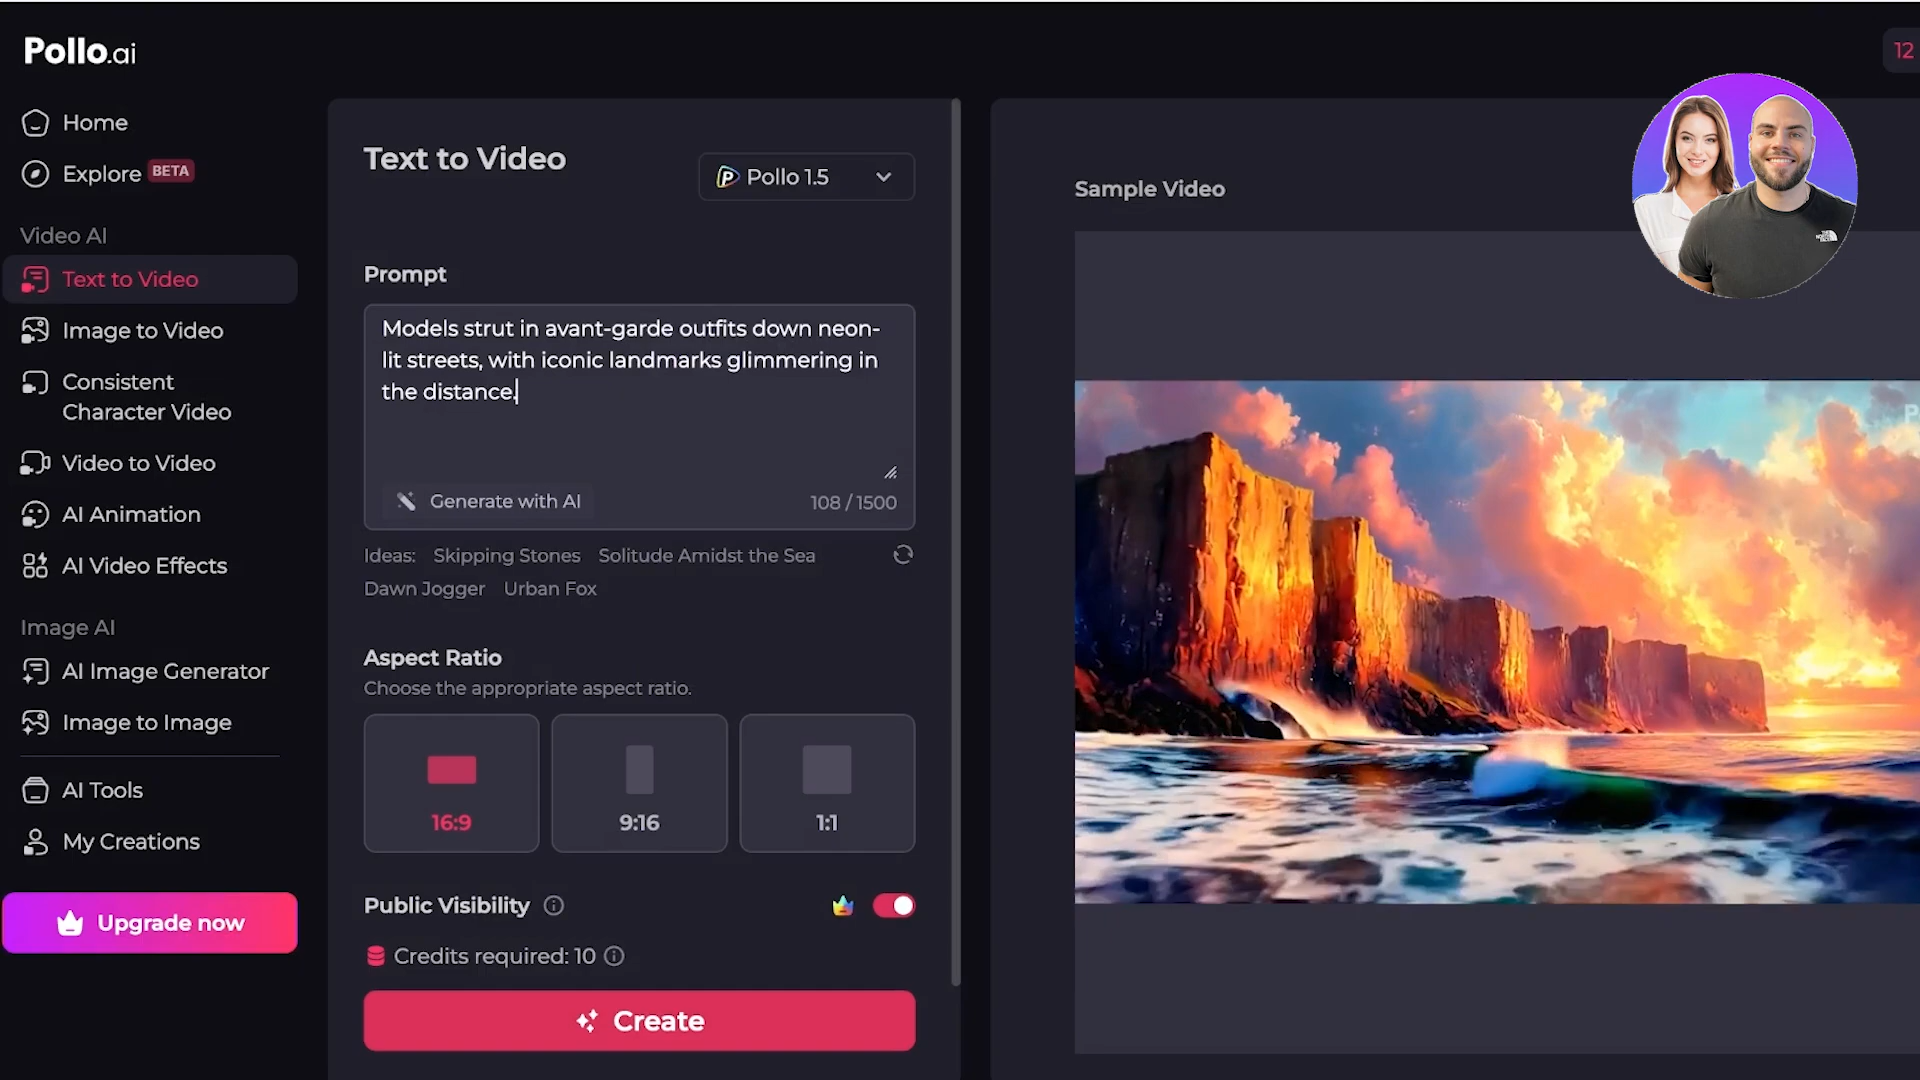 Pollo.ai
12
Home
Explore BETA
Video AI
Text to Video
Image to Video
Consistent
Character Video
Video to Video
AI Animation
AI Video Effects
Image AI
AI Image Generator
Image to Image
AI Tools
My Creations
Upgrade now
Text to Video
Pollo 1.5
Prompt
Models strut in avant-garde outfits down neon-
lit streets, with iconic landmarks glimmering in
the distance.
Generate with AI
108 / 1500
Ideas: Skipping Stones Solitude Amidst the Sea
Dawn Jogger Urban Fox
Aspect Ratio
Choose the appropriate aspect ratio.
16:9
9:16
1:1
Public Visibility
Credits required: 10
Create
Sample Video
THE
NORTH
FACE
P